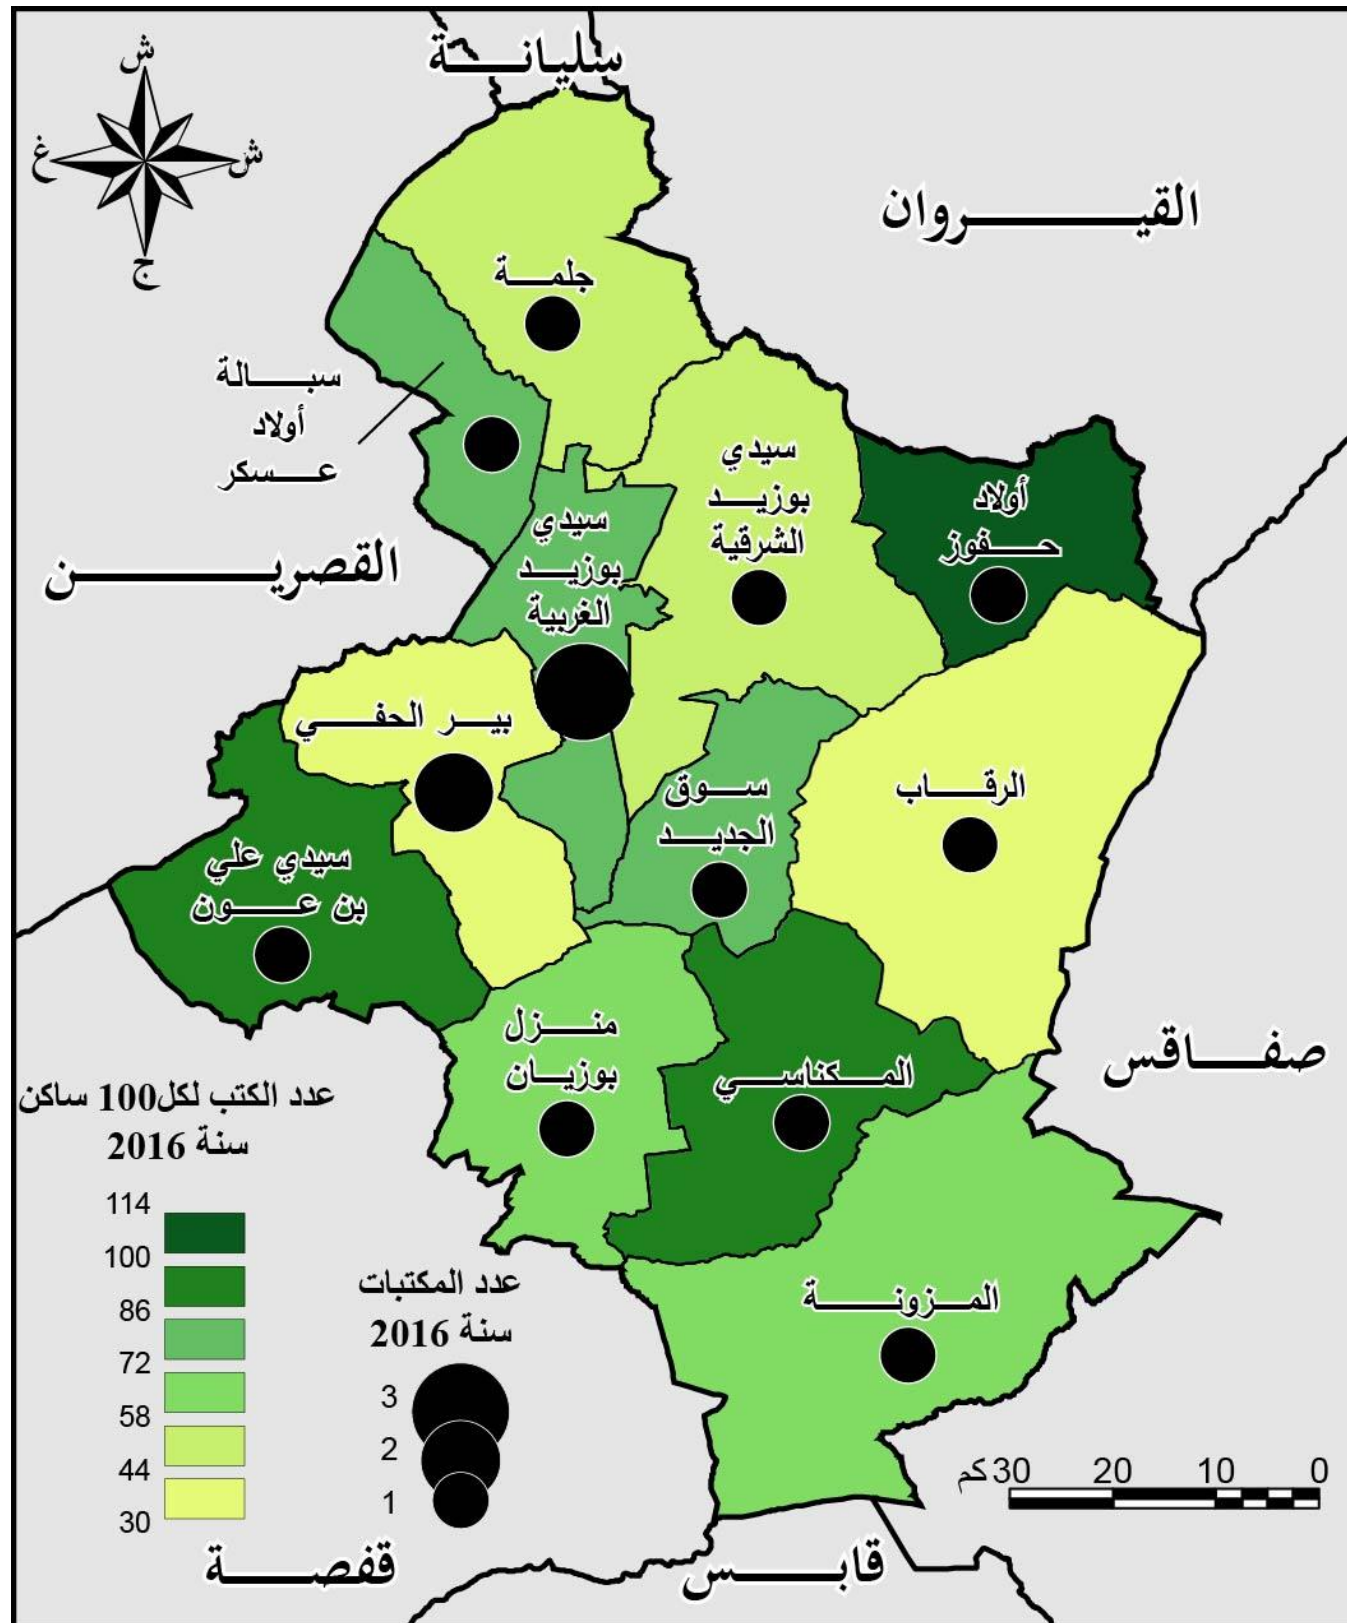 سليانة
ش
غ
ش
ج
القيروان
جلمة
سبالة
أولاد
عسكر
سيدي
بوزيد
الشرقية
أولاد
حفوز
سيدي
بوزيد
الغربية
القصرين
بير الحفي
الرقاب
سوق
الجديد
سيدي علي
بن عون
منزل
بوزيان
المكناسي
صفاقس
المزونة
عدد الكتب لكل100 ساكن
سنة 2016
114
100
86
72
58
44
30
عدد المكتبات
سنة 2016
3
2
1
0 10 20 30 كم
قفصة
قابس